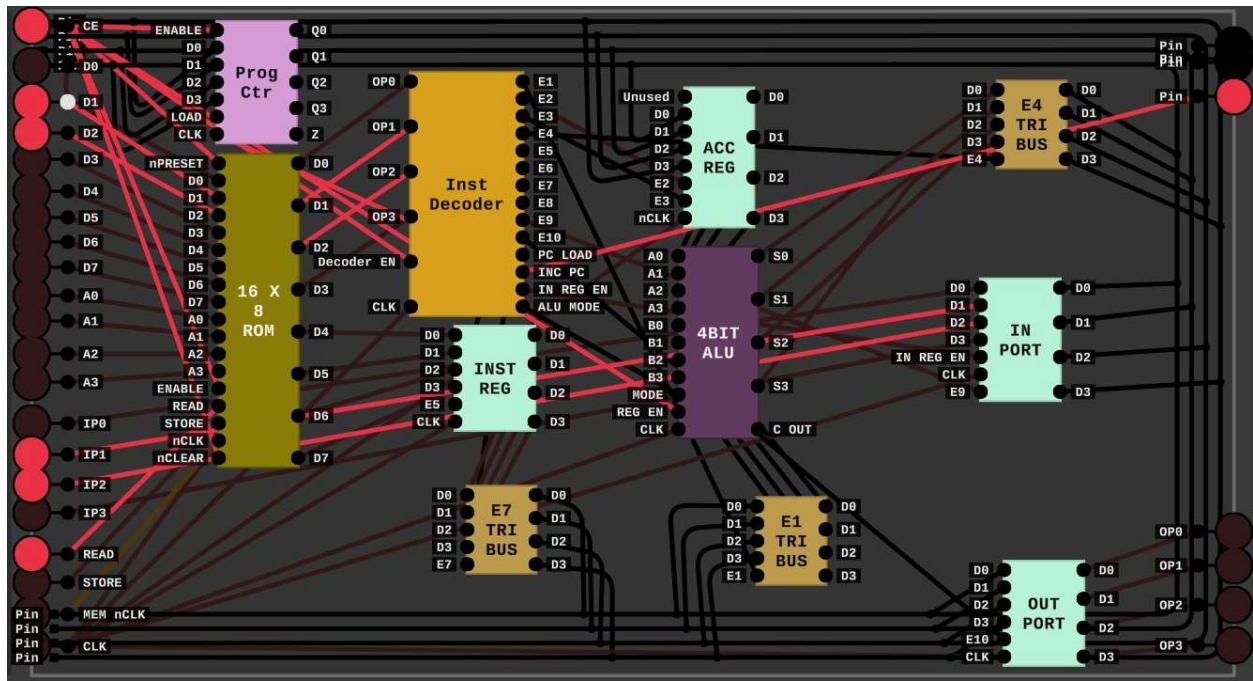 CE
D0
D1
D2
D3
D4
D5
D6
D7
A0
A1
A2
A3
IP0
IP1
IP2
IP3
READ
STORE
Pin
MEM nCLK
Pin
Pin
CLK
Pin
ENABLE
D0
D1
D2
D3
LOAD
CLK
Prog
Ctr
Q0
Q1
Q2
Q3
Z
nPRESET
D0
D1
D2
D3
D4
D5
D6
D7
A0
A1
A2
A3
ENABLE
READ
STORE
nCLK
nCLEAR
16 X
8
ROM
D0
D1
D2
D3
D4
D5
D6
D7
OP0
OP1
OP2
OP3
Decoder EN
CLK
Inst
Decoder
E1
E2
E3
E4
E5
E6
E7
E8
E9
E10
PC LOAD
INC PC
IN REG EN
ALU MODE
D0
D1
D2
D3
E5
CLK
INST
REG
D0
D1
D2
D3
D0
D1
D2
D3
E7
E7
TRI
BUS
D0
D1
D2
D3
Unused
D0
D1
D2
D3
E2
E3
nCLK
ACC
REG
D0
D1
D2
D3
A0
A1
A2
A3
B0
B1
B2
B3
MODE
REG EN
CLK
4BIT
ALU
S0
S1
S2
S3
C OUT
D0
D1
D2
D3
E1
E1
TRI
BUS
D0
D1
D2
D3
D0
D1
D2
D3
E4
E4
TRI
BUS
D0
D1
D2
D3
D0
D1
D2
D3
IN REG EN
CLK
E9
IN
PORT
D0
D1
D2
D3
D0
D1
D2
D3
E10
CLK
OUT
PORT
D0
D1
D2
D3
Pin
Pin
Pin
Pin
OP0
OP1
OP2
OP3